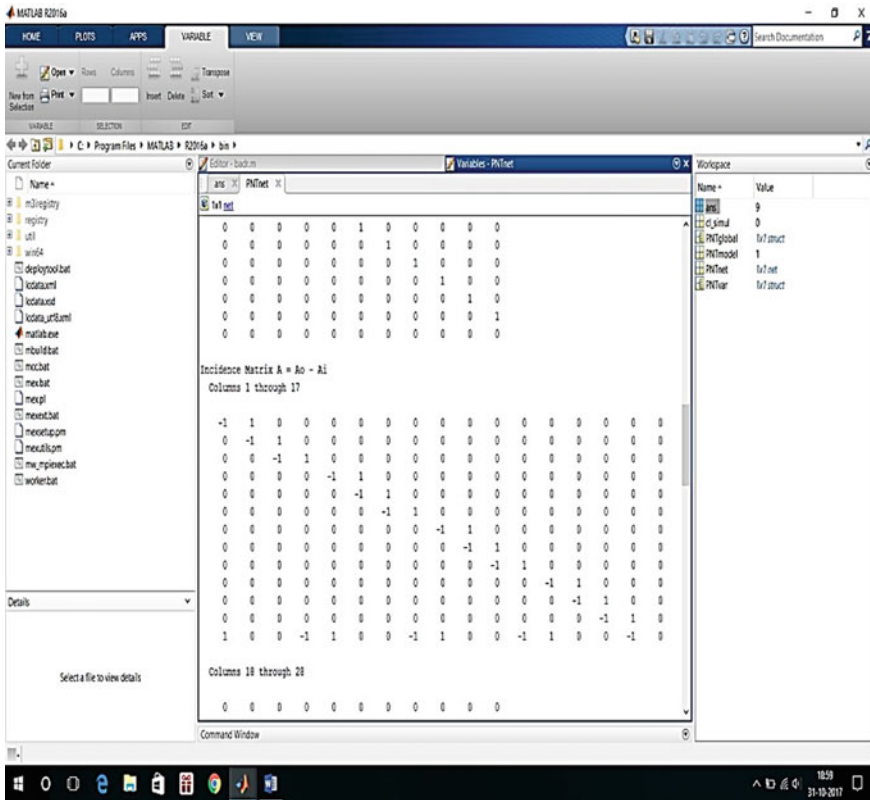 MATLAB R2016a
HOME PLOTS APPS VARIABLE VIEW
Search Documentation
New from Selection
Open Rows Columns Transpose
Print Insert Delete Sort
VARIABLE SELECTION EDIT
C: Program Files MATLAB R2016a bin
Current Folder
Name
m3iregistry
registry
util
win64
deploytool.bat
lcdata.xml
lcdata.xsd
lcdata_utf8.xml
matlab.exe
mbuild.bat
mcc.bat
mex.bat
mex.pl
mexext.bat
mexsetup.pm
mexutils.pm
mw_mpiexec.bat
worker.bat
Details
Select a file to view details
Editor - badr.m
Variables - PNTnet
ans PNTnet
1x1 net
0 0 0 0 0 1 0 0 0 0 0
0 0 0 0 0 0 1 0 0 0 0
0 0 0 0 0 0 0 1 0 0 0
0 0 0 0 0 0 0 0 1 0 0
0 0 0 0 0 0 0 0 0 1 0
0 0 0 0 0 0 0 0 0 0 1
0 0 0 0 0 0 0 0 0 0 0
Incidence Matrix A = Ao - Ai
Columns 1 through 17
-1 1 0 0 0 0 0 0 0 0 0 0 0 0 0 0 0
0 -1 1 0 0 0 0 0 0 0 0 0 0 0 0 0 0
0 0 -1 1 0 0 0 0 0 0 0 0 0 0 0 0 0
0 0 0 0 -1 1 0 0 0 0 0 0 0 0 0 0 0
0 0 0 0 0 -1 1 0 0 0 0 0 0 0 0 0 0
0 0 0 0 0 0 -1 1 0 0 0 0 0 0 0 0 0
0 0 0 0 0 0 0 0 -1 1 0 0 0 0 0 0 0
0 0 0 0 0 0 0 0 0 -1 1 0 0 0 0 0 0
0 0 0 0 0 0 0 0 0 0 -1 1 0 0 0 0 0
0 0 0 0 0 0 0 0 0 0 0 0 -1 1 0 0 0
0 0 0 0 0 0 0 0 0 0 0 0 0 -1 1 0 0
0 0 0 0 0 0 0 0 0 0 0 0 0 0 -1 1 0
1 0 0 -1 1 0 0 -1 1 0 0 -1 1 0 0 -1 0
Columns 18 through 28
0 0 0 0 0 0 0 0 0 0 0
Command Window
Workspace
Name Value
ans 9
cl_simul 0
PNTglobal 1x1 struct
PNTmodel 1
PNTnet 1x1 net
PNTvar 1x1 struct
18:59
31-10-2017